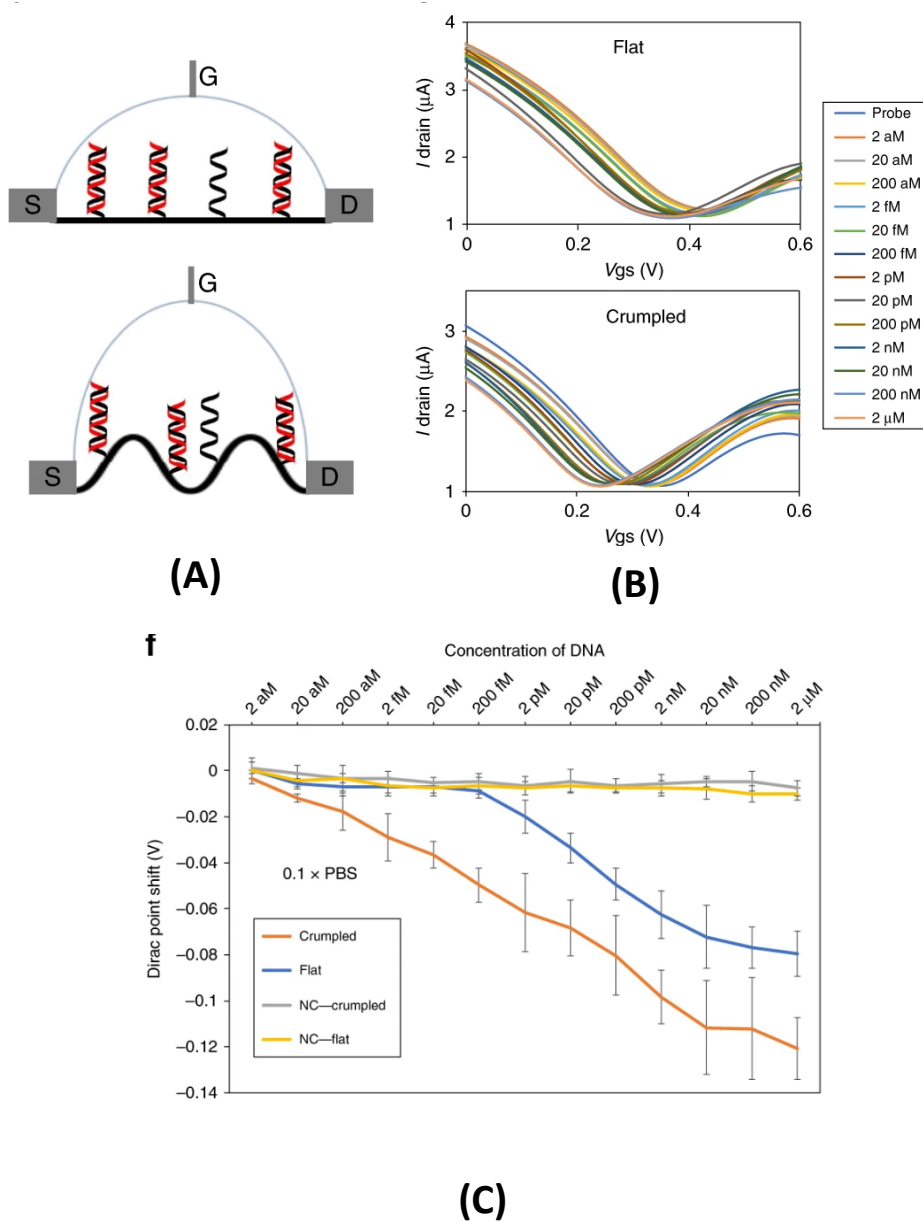 G
S
D
G
S
D
(A)
4
3
2
1
Flat
I drain (µA)
0
0.2
0.4
0.6
Vgs (V)
3
2
1
Crumpled
I drain (µA)
0
0.2
0.4
0.6
Vgs (V)
Probe
2 aM
20 aM
200 aM
2 fM
20 fM
200 fM
2 pM
20 pM
200 pM
2 nM
20 nM
200 nM
2 µM
(B)
f
Concentration of DNA
2 aM
20 aM
200 aM
2 fM
20 fM
200 fM
2 pM
20 pM
200 pM
2 nM
20 nM
200 nM
2 µM
0.02
0
−0.02
−0.04
−0.06
−0.08
−0.1
−0.12
−0.14
Dirac point shift (V)
0.1 × PBS
Crumpled
Flat
NC—crumpled
NC—flat
(C)